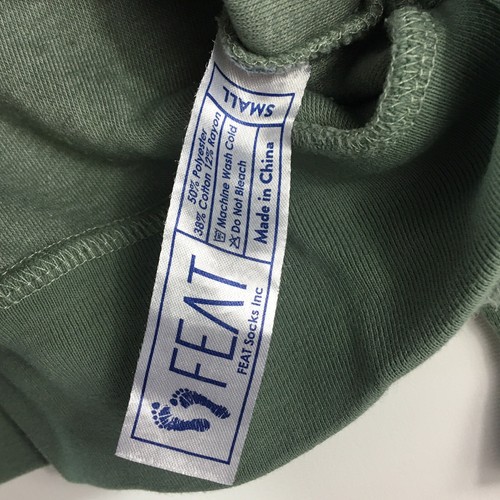 SMALL
50% Polyester
38% Cotton 12% Rayon
Machine Wash Cold
Do Not Bleach
Made in China
FEAT
FEAT Socks Inc